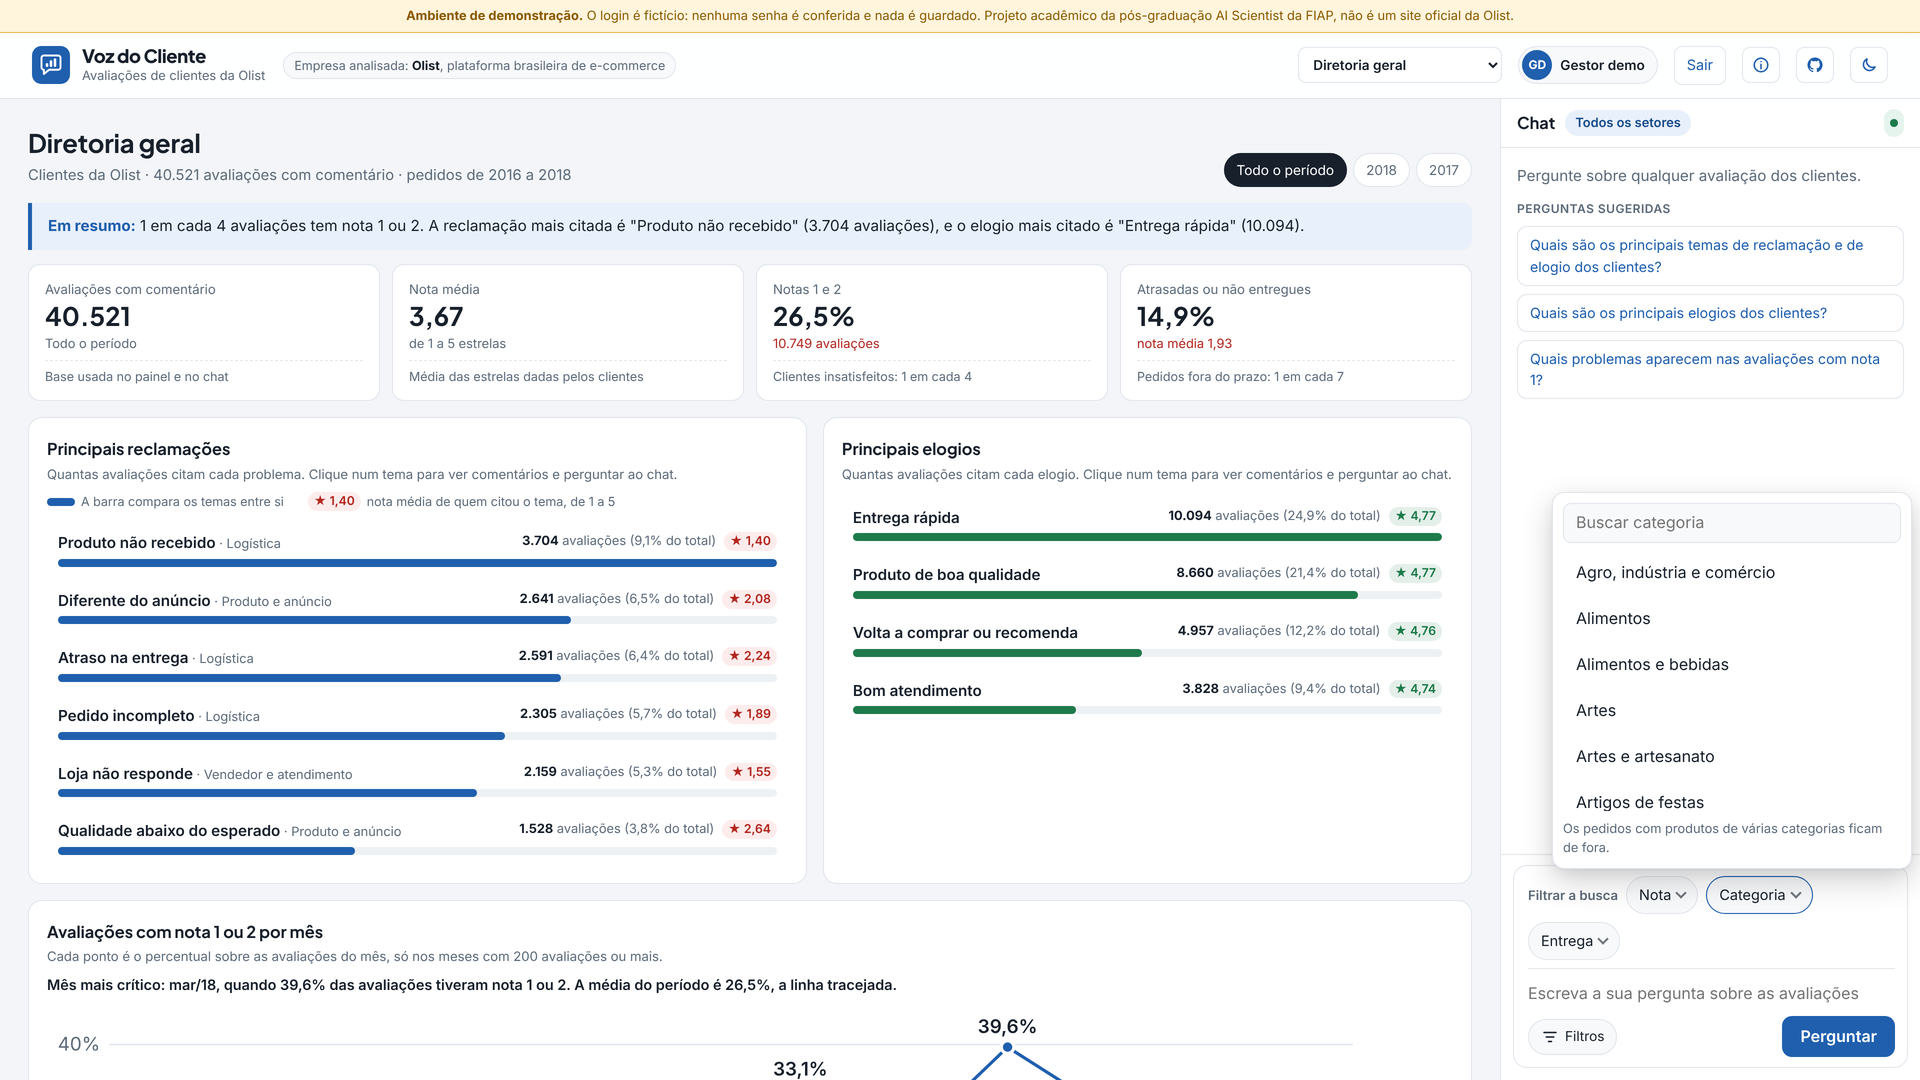 Ambiente de demonstração. O login é fictício: nenhuma senha é conferida e nada é guardado. Projeto acadêmico da pós-graduação AI Scientist da FIAP, não é um site oficial da Olist.
Voz do Cliente
Avaliações de clientes da Olist
Empresa analisada: Olist, plataforma brasileira de e-commerce
Diretoria geral
GD Gestor demo
Sair
Diretoria geral
Clientes da Olist · 40.521 avaliações com comentário · pedidos de 2016 a 2018
Todo o período
2018
2017
Em resumo: 1 em cada 4 avaliações tem nota 1 ou 2. A reclamação mais citada é "Produto não recebido" (3.704 avaliações), e o elogio mais citado é "Entrega rápida" (10.094).
Avaliações com comentário
40.521
Todo o período
Base usada no painel e no chat
Nota média
3,67
de 1 a 5 estrelas
Média das estrelas dadas pelos clientes
Notas 1 e 2
26,5%
10.749 avaliações
Clientes insatisfeitos: 1 em cada 4
Atrasadas ou não entregues
14,9%
nota média 1,93
Pedidos fora do prazo: 1 em cada 7
Principais reclamações
Quantas avaliações citam cada problema. Clique num tema para ver comentários e perguntar ao chat.
A barra compara os temas entre si ★ 1,40 nota média de quem citou o tema, de 1 a 5
Produto não recebido · Logística 3.704 avaliações (9,1% do total) ★ 1,40
Diferente do anúncio · Produto e anúncio 2.641 avaliações (6,5% do total) ★ 2,08
Atraso na entrega · Logística 2.591 avaliações (6,4% do total) ★ 2,24
Pedido incompleto · Logística 2.305 avaliações (5,7% do total) ★ 1,89
Loja não responde · Vendedor e atendimento 2.159 avaliações (5,3% do total) ★ 1,55
Qualidade abaixo do esperado · Produto e anúncio 1.528 avaliações (3,8% do total) ★ 2,64
Principais elogios
Quantas avaliações citam cada elogio. Clique num tema para ver comentários e perguntar ao chat.
Entrega rápida 10.094 avaliações (24,9% do total) ★ 4,77
Produto de boa qualidade 8.660 avaliações (21,4% do total) ★ 4,77
Volta a comprar ou recomenda 4.957 avaliações (12,2% do total) ★ 4,76
Bom atendimento 3.828 avaliações (9,4% do total) ★ 4,74
Avaliações com nota 1 ou 2 por mês
Cada ponto é o percentual sobre as avaliações do mês, só nos meses com 200 avaliações ou mais.
Mês mais crítico: mar/18, quando 39,6% das avaliações tiveram nota 1 ou 2. A média do período é 26,5%, a linha tracejada.
39,6%
40%
33,1%
Chat Todos os setores
Pergunte sobre qualquer avaliação dos clientes.
PERGUNTAS SUGERIDAS
Quais são os principais temas de reclamação e de
elogio dos clientes?
Quais são os principais elogios dos clientes?
Quais problemas aparecem nas avaliações com nota
1?
Buscar categoria
Agro, indústria e comércio
Alimentos
Alimentos e bebidas
Artes
Artes e artesanato
Artigos de festas
Os pedidos com produtos de várias categorias ficam
de fora.
Filtrar a busca Nota Categoria
Entrega
Escreva a sua pergunta sobre as avaliações
Filtros
Perguntar